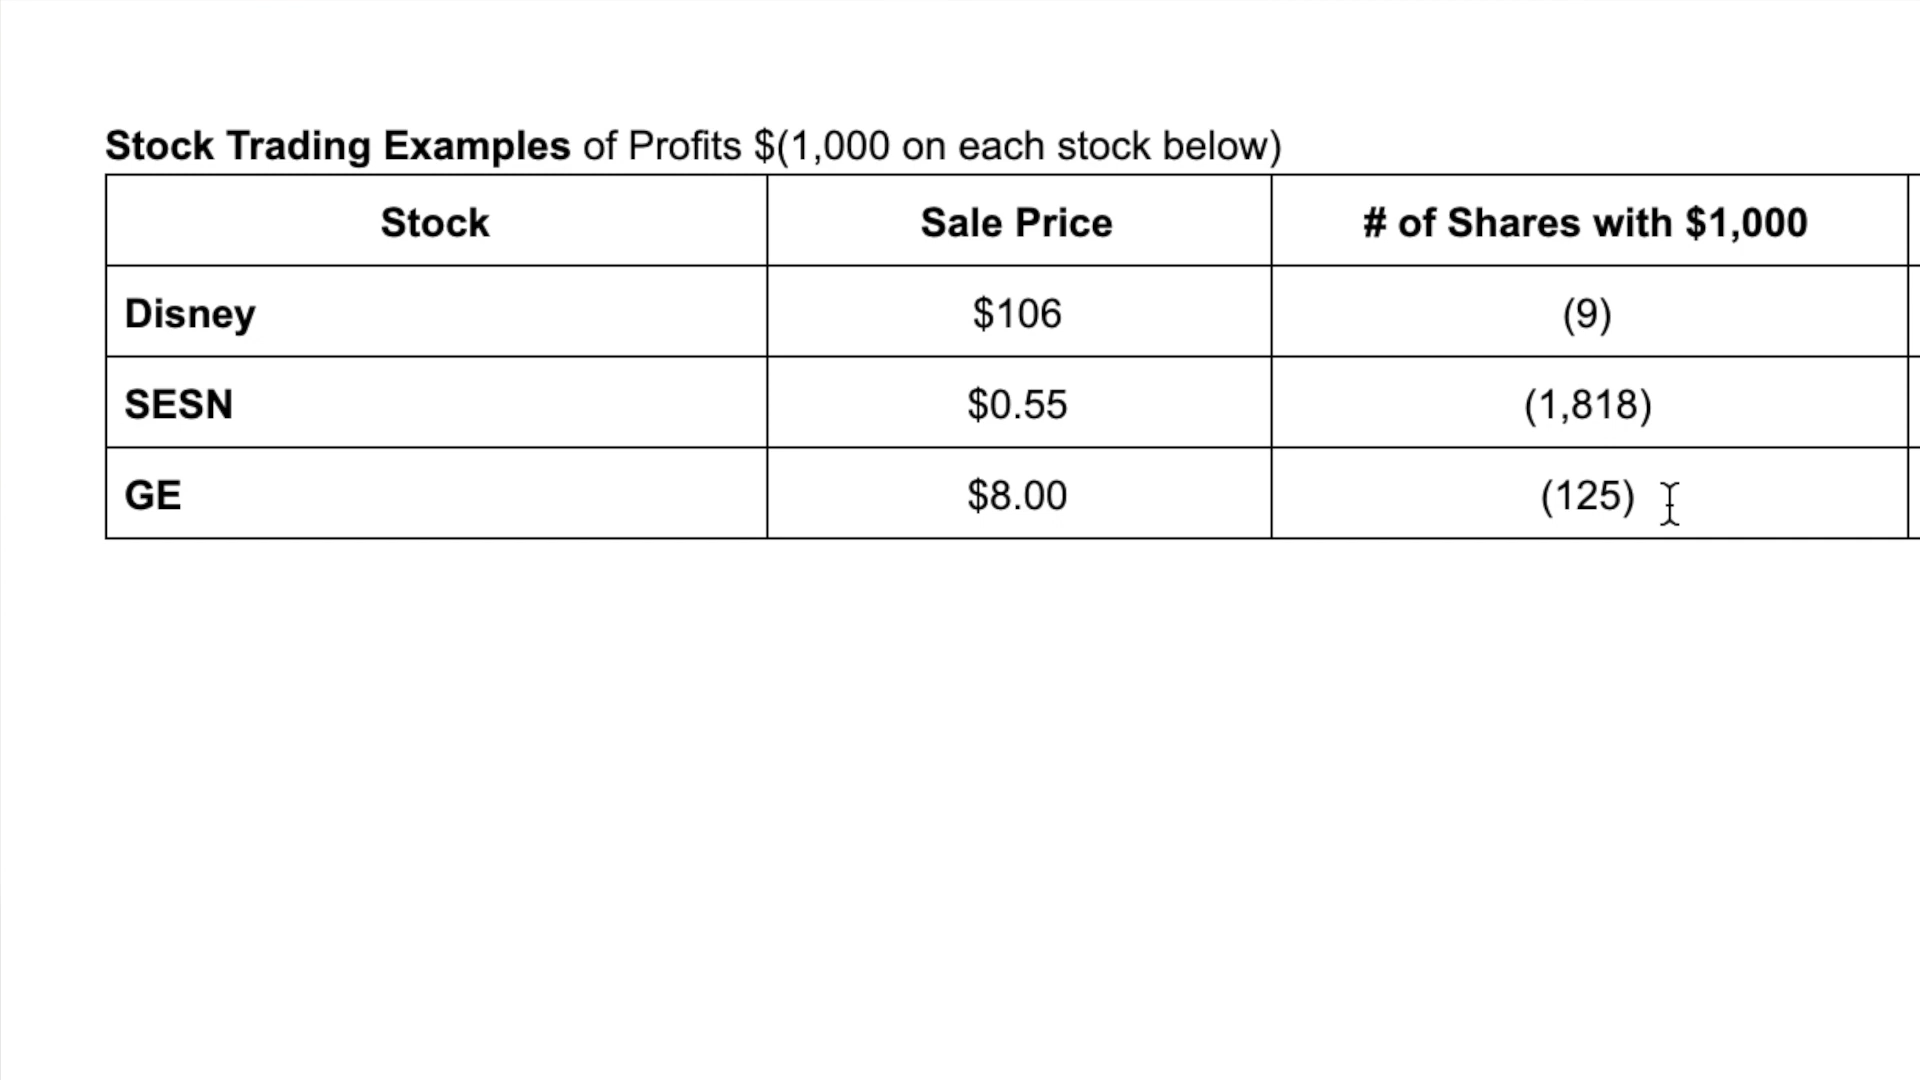 Stock Trading Examples of Profits $(1,000 on each stock below)
Stock Sale Price # of Shares with $1,000
Disney $106 (9)
SESN $0.55 (1,818)
GE $8.00 (125)